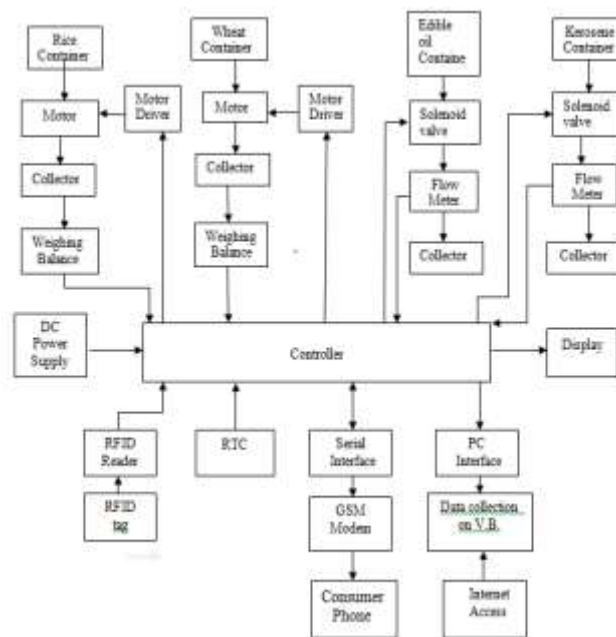 Rice
Container
Wheat
Container
Edible
oil
Containe
Kerosene
Container
Motor
Motor
Driver
Motor
Motor
Driver
Solenoid
valve
Solenoid
valve
Collector
Collector
Flow
Meter
Flow
Meter
Weighing
Balance
Weighing
Balance
Collector
Collector
DC
Power
Supply
Controller
Display
RFID
Reader
RTC
Serial
Interface
PC
Interface
RFID
tag
GSM
Modem
Data collection
on V.B.
Consumer
Phone
Internet
Access